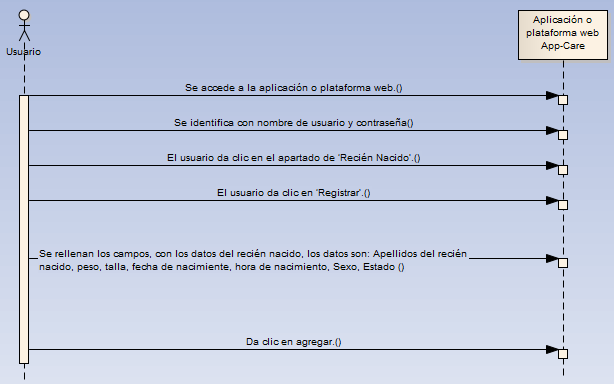 Usuario
Aplicación o
plataforma web
App-Care
Se accede a la aplicación o plataforma web.()
Se identifica con nombre de usuario y contraseña()
El usuario da clic en el apartado de 'Recién Nacido'.()
El usuario da clic en 'Registrar'.()
Se rellenan los campos, con los datos del recién nacido, los datos son: Apellidos del recién
nacido, peso, talla, fecha de nacimiente, hora de nacimiento, Sexo, Estado ()
Da clic en agregar.()